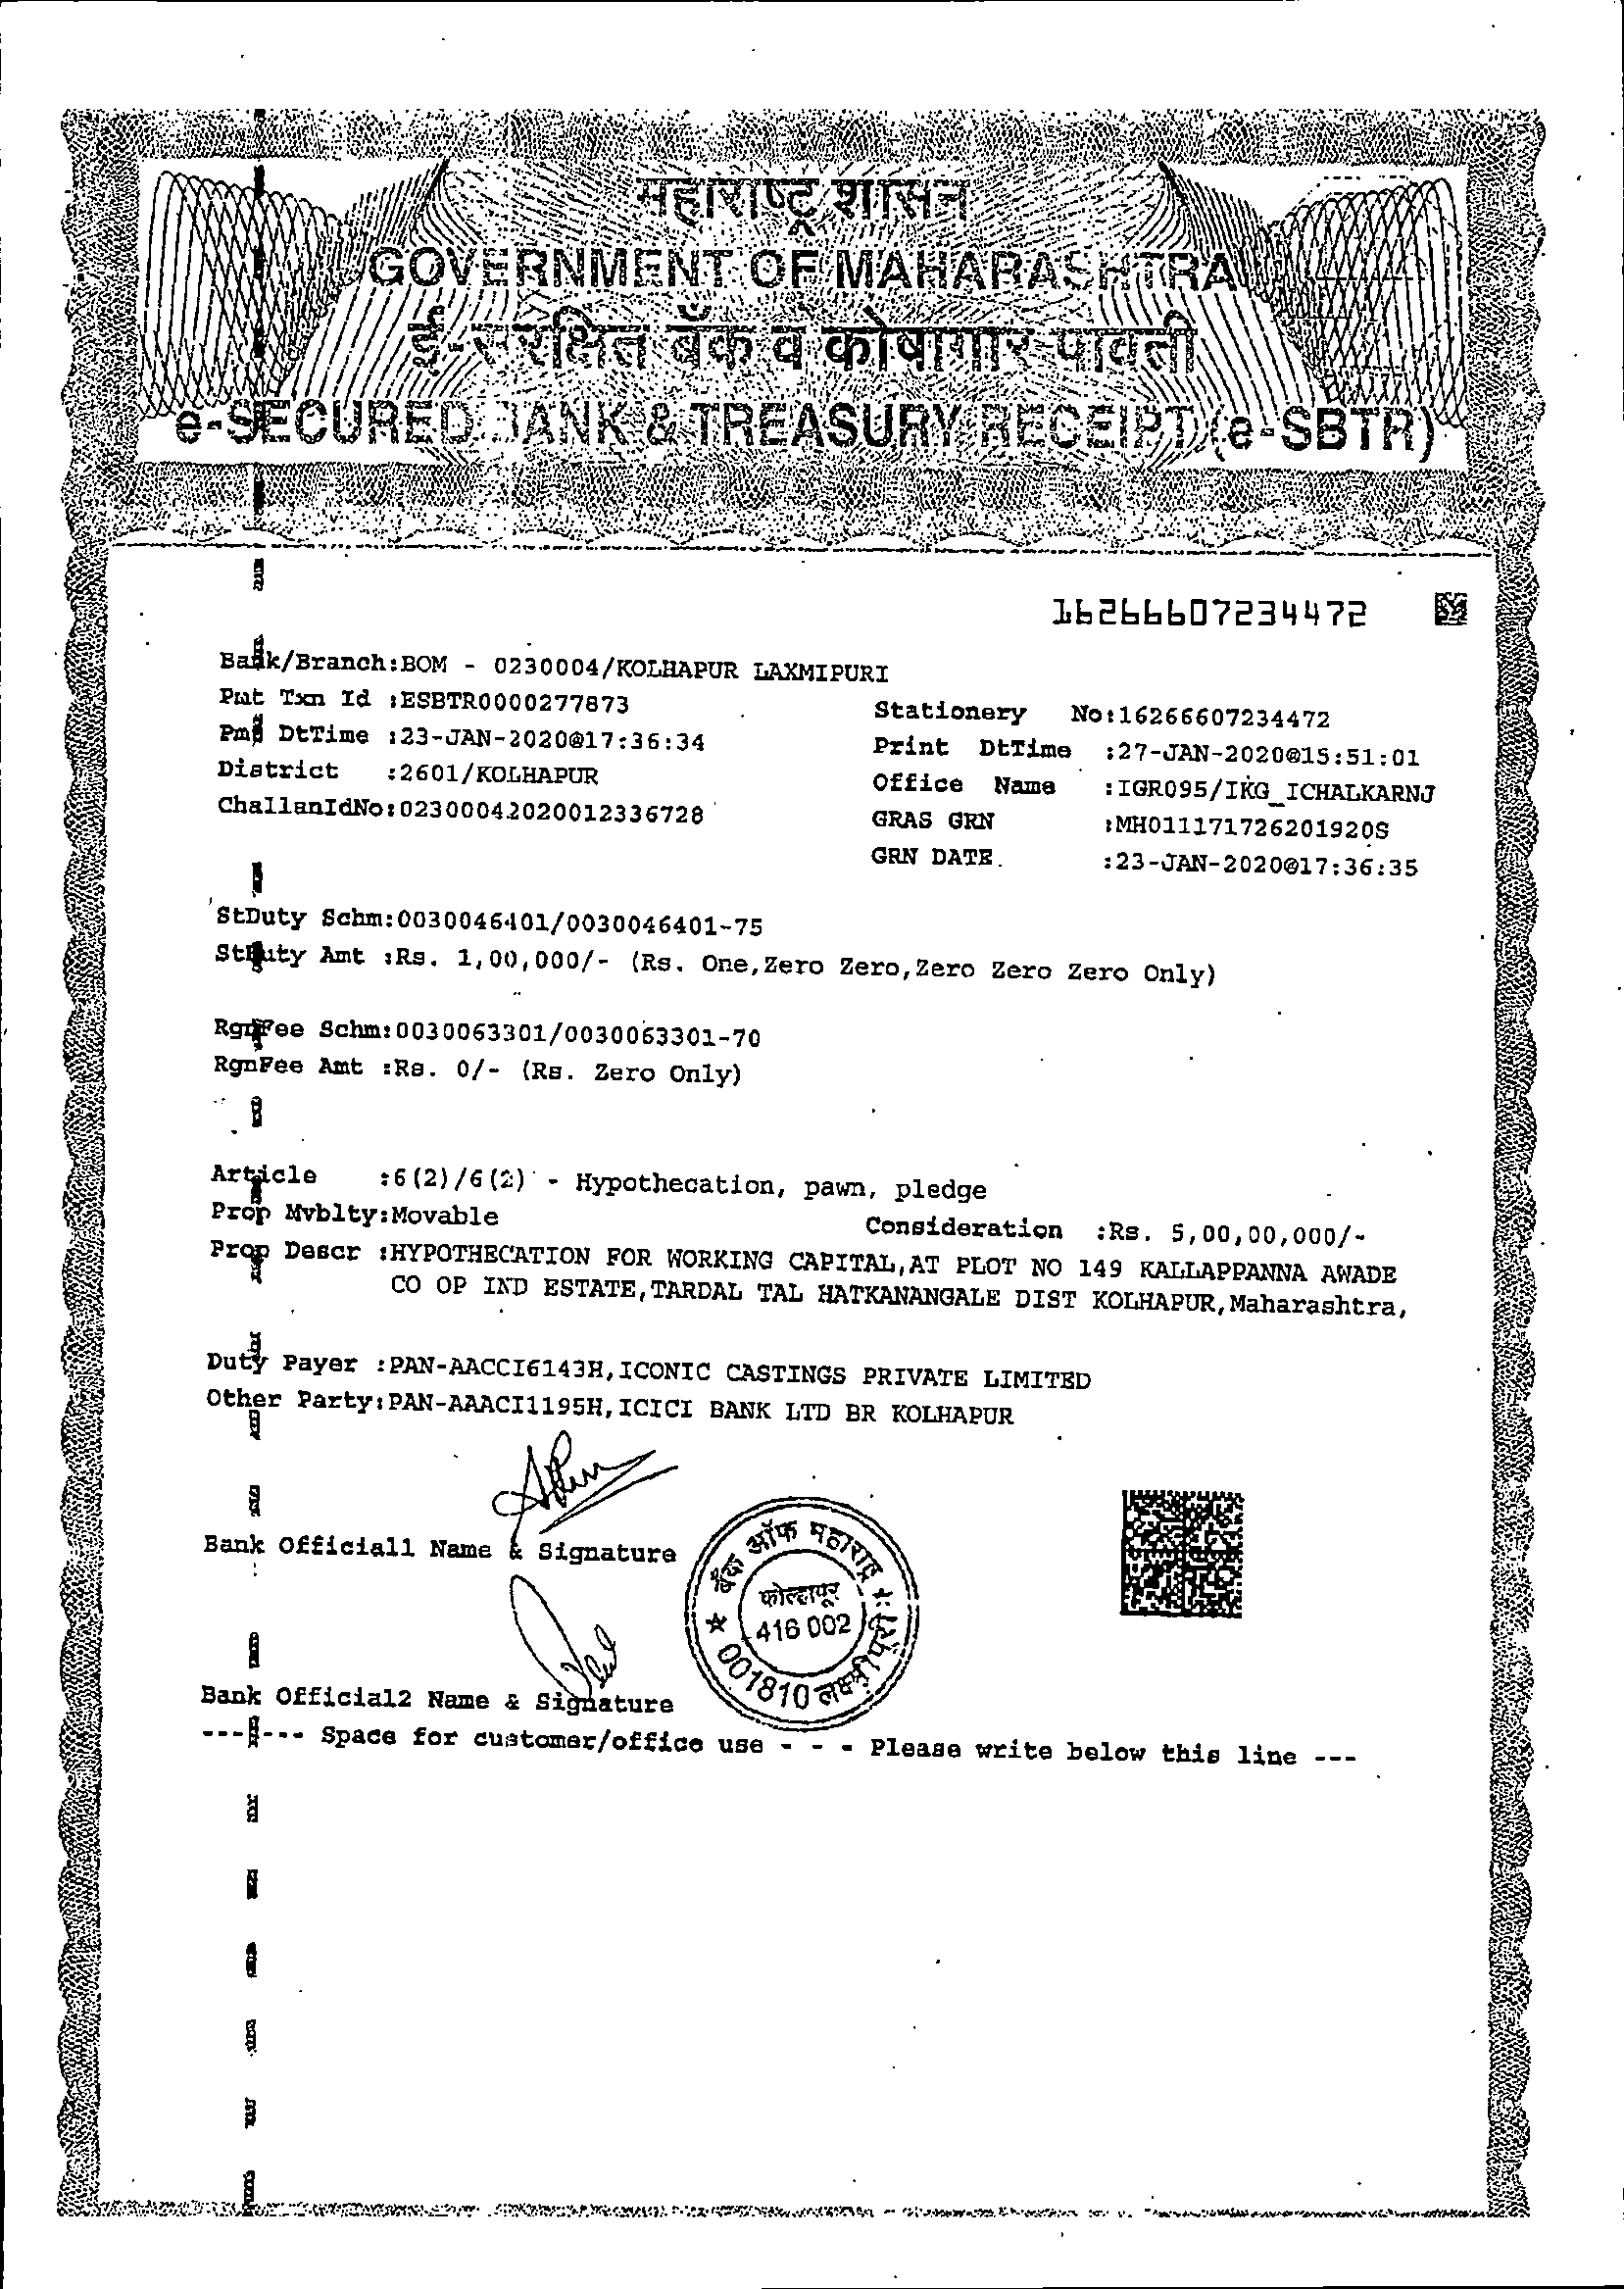 महाराष्ट्र शासन
GOVERNMENT OF MAHARASHTRA
ई-सुरक्षित बँक व कोषागार पावती
e-SECURED BANK & TREASURY RECEIPT (e-SBTR)
16266607234472
Bank/Branch:BOM - 0230004/KOLHAPUR LAXMIPURI
Pmt Txn Id :ESBTR0000277873
Stationery No:16266607234472
Pmt DtTime :23-JAN-2020@17:36:34
Print DtTime :27-JAN-2020@15:51:01
District :2601/KOLHAPUR
Office Name :IGR095/IKG_ICHALKARNJ
ChallanIdNo:02300042020012336728
GRAS GRN :MH011171726201920S
GRN DATE :23-JAN-2020@17:36:35
StDuty Schm:0030046401/0030046401-75
StDuty Amt :Rs. 1,00,000/- (Rs. One,Zero Zero,Zero Zero Zero Only)
RgnFee Schm:0030063301/0030063301-70
RgnFee Amt :Rs. 0/- (Rs. Zero Only)
Article :6(2)/6(2) - Hypothecation, pawn, pledge
Prop Mvblty:Movable Consideration :Rs. 5,00,00,000/-
Prop Descr :HYPOTHECATION FOR WORKING CAPITAL,AT PLOT NO 149 KALLAPPANNA AWADE
CO OP IND ESTATE,TARDAL TAL HATKANANGALE DIST KOLHAPUR,Maharashtra,
Duty Payer :PAN-AACCI6143H,ICONIC CASTINGS PRIVATE LIMITED
Other Party:PAN-AAACI1195H,ICICI BANK LTD BR KOLHAPUR
Bank Official1 Name & Signature
बँक ऑफ महाराष्ट्र
कोल्हापूर
416 002
001810 लक्ष्मीपुरी
Bank Official2 Name & Signature
------- Space for customer/office use - - - Please write below this line ---